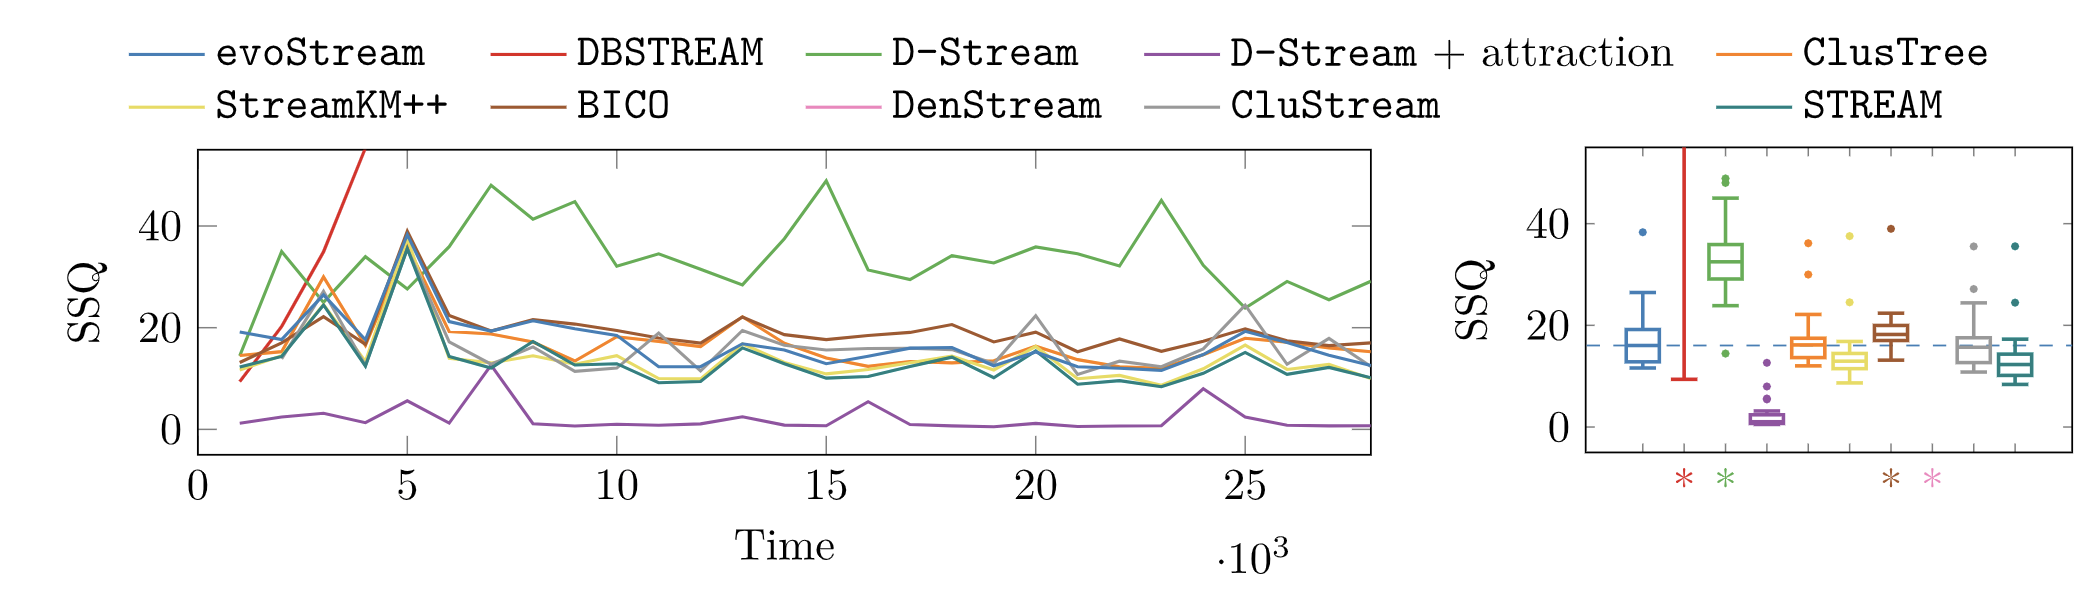 evoStream DBSTREAM D-Stream D-Stream + attraction ClusTree
StreamKM++ BICO DenStream CluStream STREAM
SSQ
40
20
0
0 5 10 15 20 25
Time
·10³
SSQ
40
20
0
* * * *